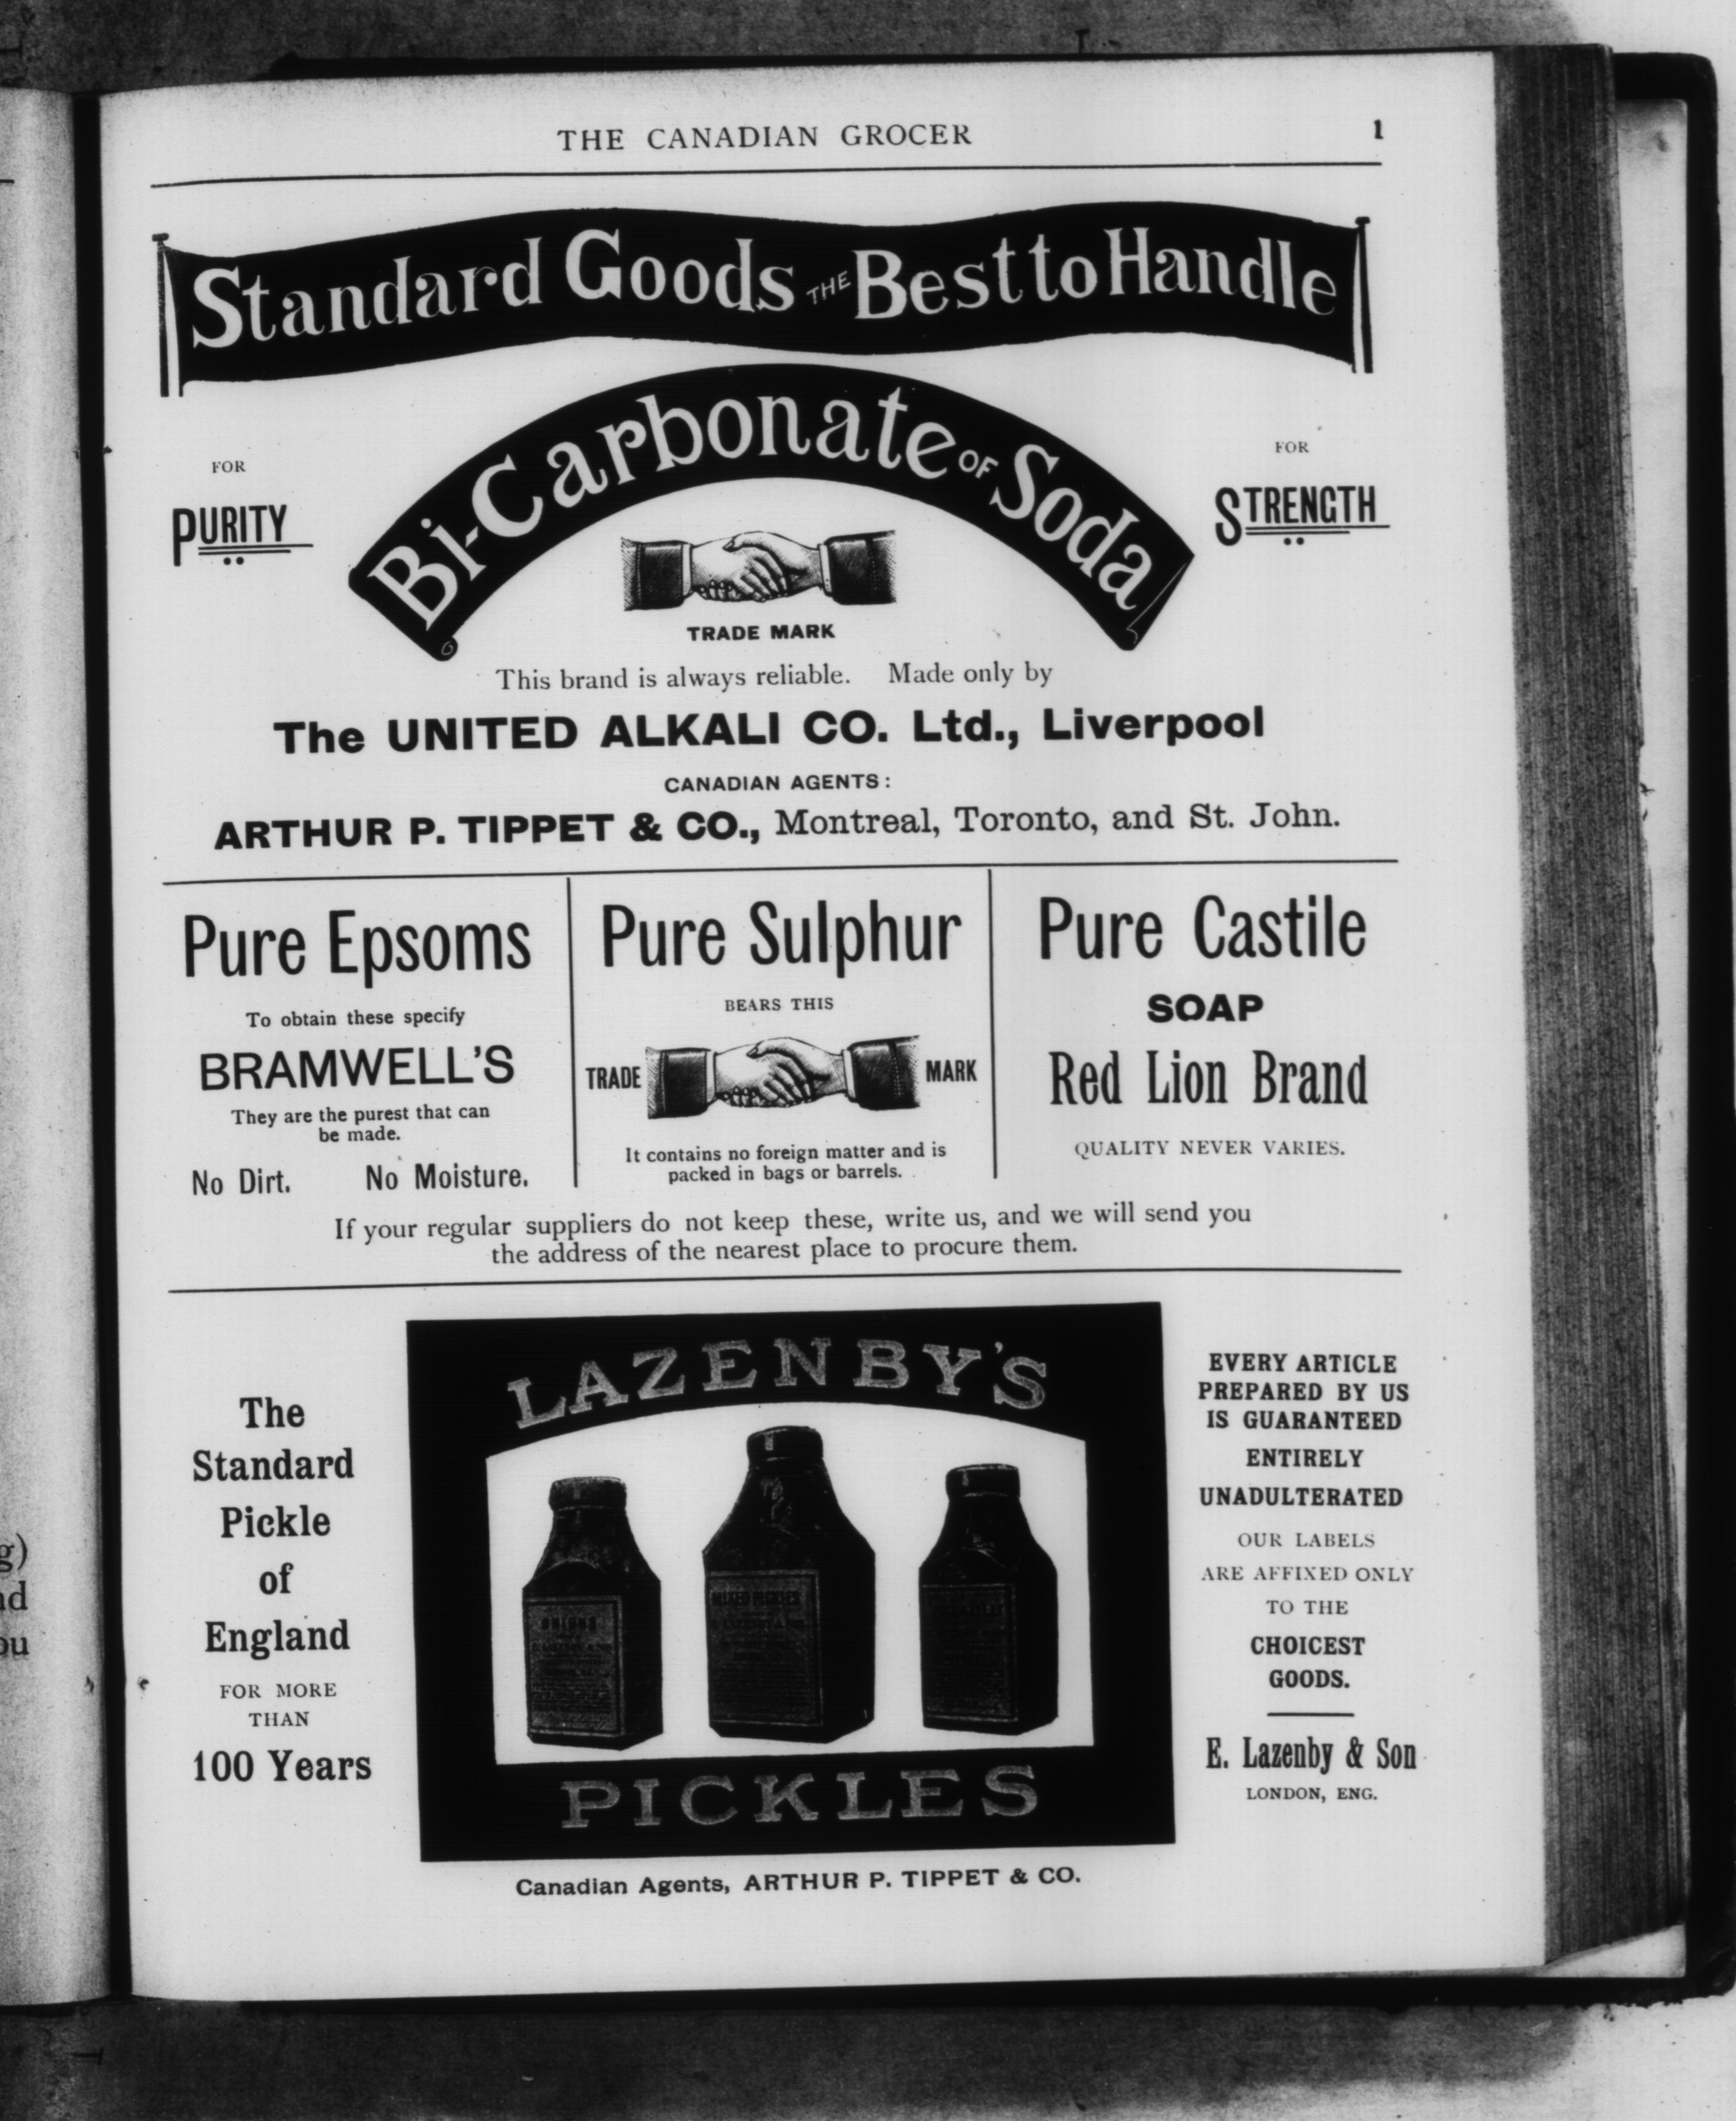 THE CANADIAN GROCER 1
Standard Goods THE Best to Handle
Bi-Carbonate OF Soda
FOR
PURITY
FOR
STRENGTH
TRADE MARK
This brand is always reliable. Made only by
The UNITED ALKALI CO. Ltd., Liverpool
CANADIAN AGENTS:
ARTHUR P. TIPPET & CO., Montreal, Toronto, and St. John.
Pure Epsoms
To obtain these specify
BRAMWELL'S
They are the purest that can
be made.
No Dirt. No Moisture.
Pure Sulphur
BEARS THIS
TRADE MARK
It contains no foreign matter and is
packed in bags or barrels.
Pure Castile
SOAP
Red Lion Brand
QUALITY NEVER VARIES.
If your regular suppliers do not keep these, write us, and we will send you
the address of the nearest place to procure them.
The
Standard
Pickle
of
England
FOR MORE
THAN
100 Years
LAZENBY'S
ONIONS
MIXED PICKLES
PICKLES
EVERY ARTICLE
PREPARED BY US
IS GUARANTEED
ENTIRELY
UNADULTERATED
OUR LABELS
ARE AFFIXED ONLY
TO THE
CHOICEST
GOODS.
E. Lazenby & Son
LONDON, ENG.
Canadian Agents, ARTHUR P. TIPPET & CO.